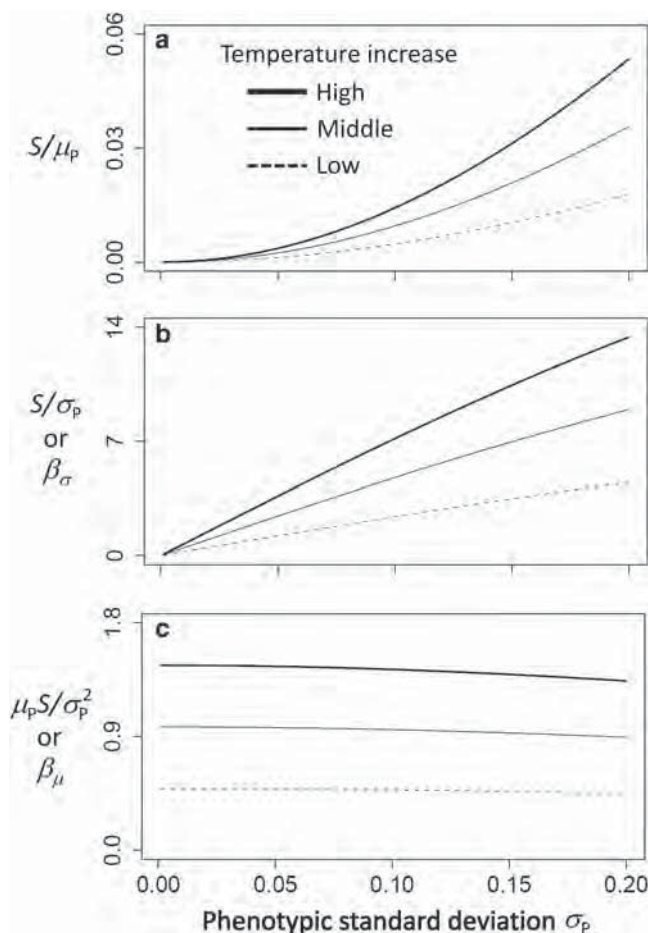 a
Temperature increase
High
Middle
Low
S/μP
0.06
0.03
0.00
b
S/σP
or
βσ
14
7
0
c
μPS/σP²
or
βμ
1.8
0.9
0.0
0.00 0.05 0.10 0.15 0.20
Phenotypic standard deviation σP